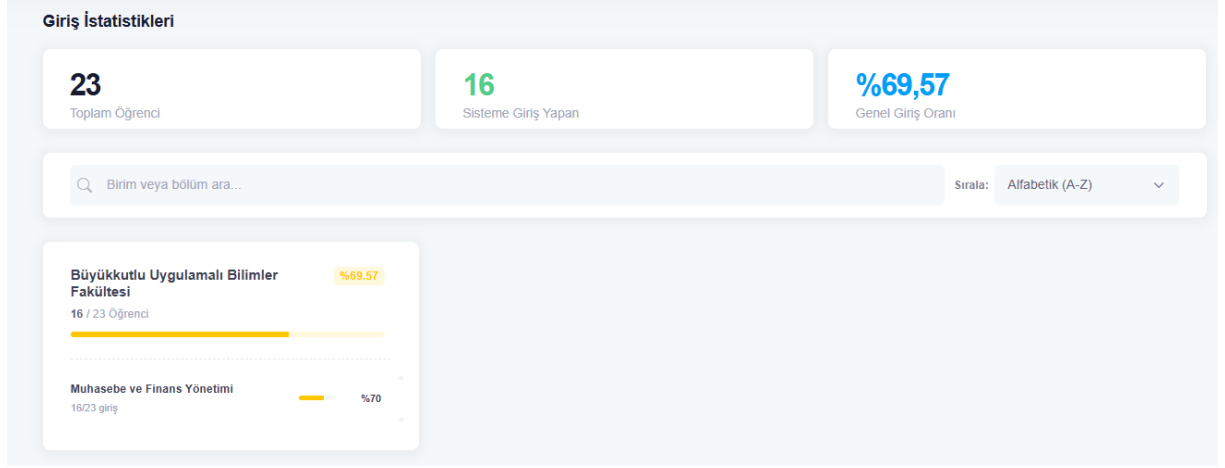 Giriş İstatistikleri
23
Toplam Öğrenci
16
Sisteme Giriş Yapan
%69,57
Genel Giriş Oranı
Birim veya bölüm ara...
Sırala: Alfabetik (A-Z)
Büyükkutlu Uygulamalı Bilimler
Fakültesi
%69.57
16 / 23 Öğrenci
Muhasebe ve Finans Yönetimi
16/23 giriş
%70